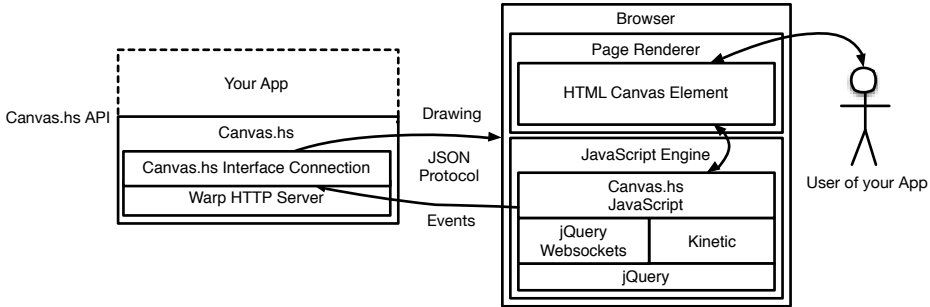 Browser
Page Renderer
Your App
HTML Canvas Element
Canvas.hs API
Drawing
Canvas.hs
JavaScript Engine
Canvas.hs Interface Connection
JSON
Protocol
User of your App
Warp HTTP Server
Canvas.hs
JavaScript
Events
jQuery
Websockets
Kinetic
jQuery